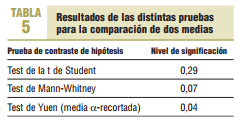 TABLA
5
Resultados de las distintas pruebas
para la comparación de dos medias
Prueba de contraste de hipótesis Nivel de significación
Test de la t de Student 0,29
Test de Mann-Whitney 0,07
Test de Yuen (media α-recortada) 0,04